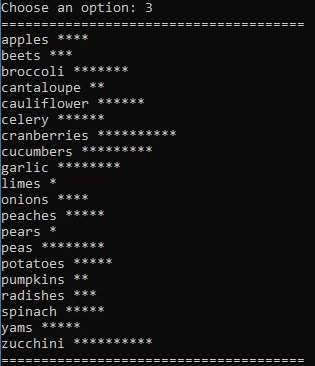 Choose an option: 3
======================================
apples ****
beets ***
broccoli *******
cantaloupe **
cauliflower ******
celery ******
cranberries **********
cucumbers *********
garlic ********
limes *
onions ****
peaches *****
pears *
peas ********
potatoes *****
pumpkins **
radishes ***
spinach *****
yams *****
zucchini **********
======================================